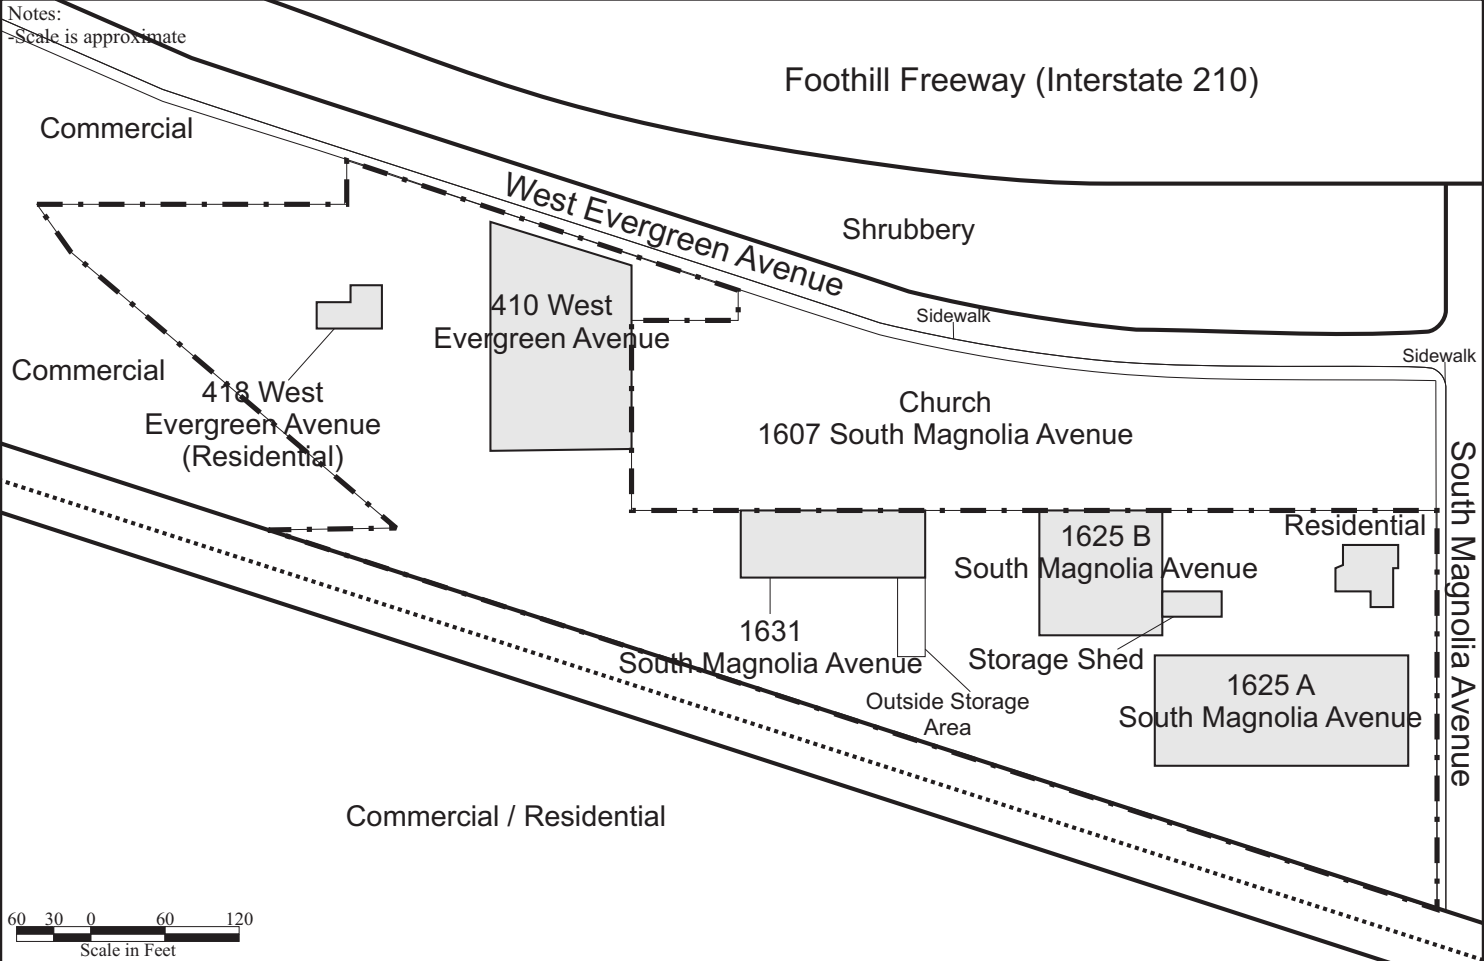 Notes:
-Scale is approximate
Foothill Freeway (Interstate 210)
Commercial
West Evergreen Avenue
Shrubbery
410 West
Evergreen Avenue
Sidewalk
Sidewalk
Commercial
418 West
Evergreen Avenue
(Residential)
Church
1607 South Magnolia Avenue
South Magnolia Avenue
Residential
1625 B
South Magnolia Avenue
1631
South Magnolia Avenue
Storage Shed
Outside Storage
Area
1625 A
South Magnolia Avenue
Commercial / Residential
60 30 0 60 120
Scale in Feet